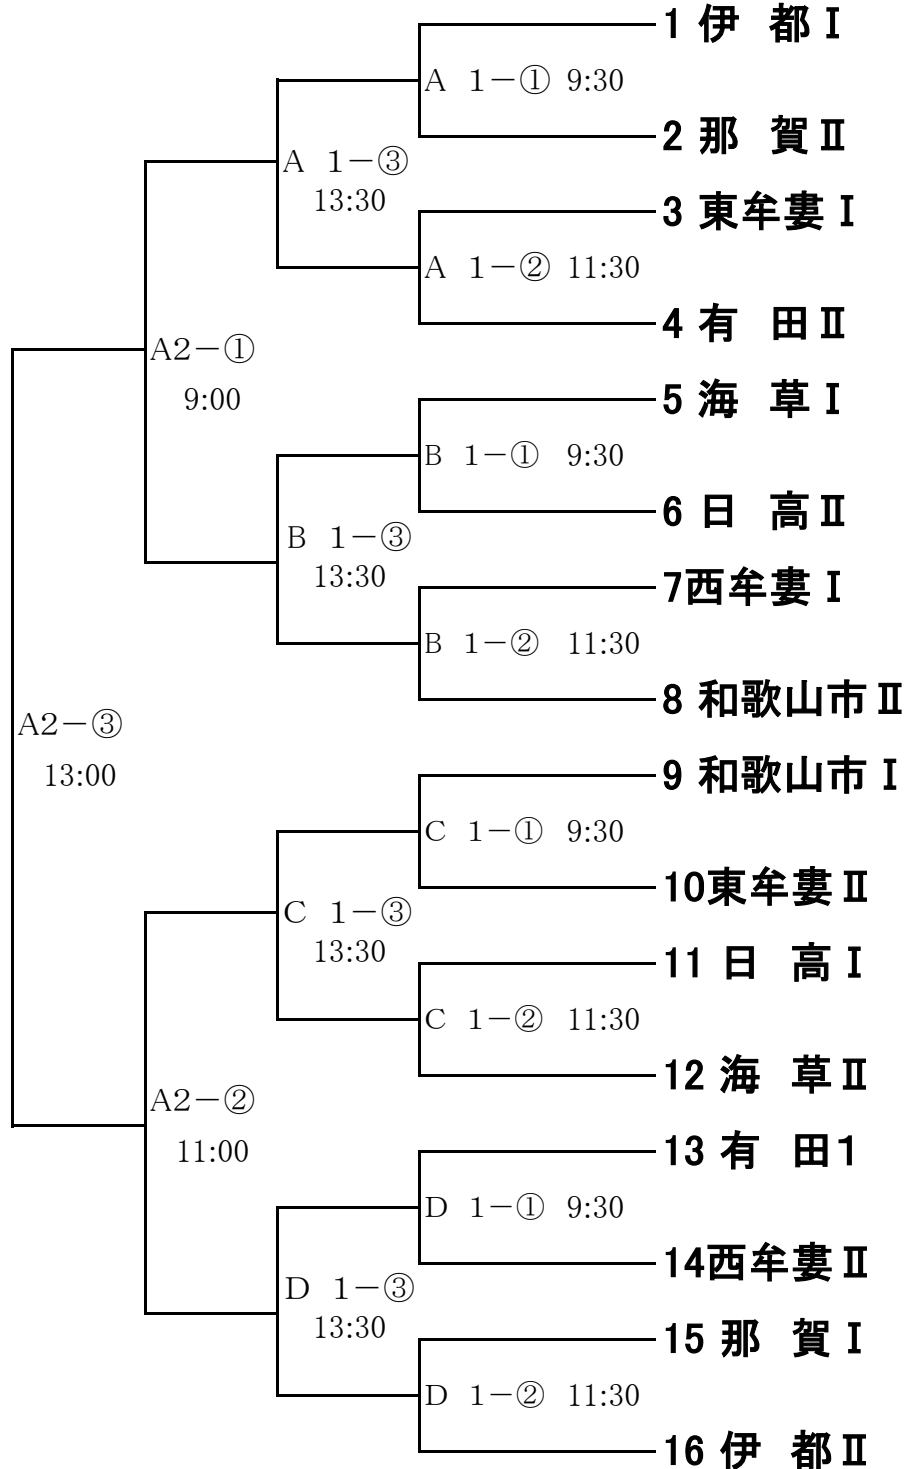 1 伊 都Ⅰ
A 1－① 9:30
2 那 賀Ⅱ
A 1－③
13:30
3 東牟婁Ⅰ
A 1－② 11:30
4 有 田Ⅱ
A2－①
9:00
5 海 草Ⅰ
B 1－① 9:30
6 日 高Ⅱ
B 1－③
13:30
7西牟婁Ⅰ
B 1－② 11:30
8 和歌山市Ⅱ
A2－③
13:00
9 和歌山市Ⅰ
C 1－① 9:30
10東牟婁Ⅱ
C 1－③
13:30
11 日 高Ⅰ
C 1－② 11:30
12 海 草Ⅱ
A2－②
11:00
13 有 田1
D 1－① 9:30
14西牟婁Ⅱ
D 1－③
13:30
15 那 賀Ⅰ
D 1－② 11:30
16 伊 都Ⅱ